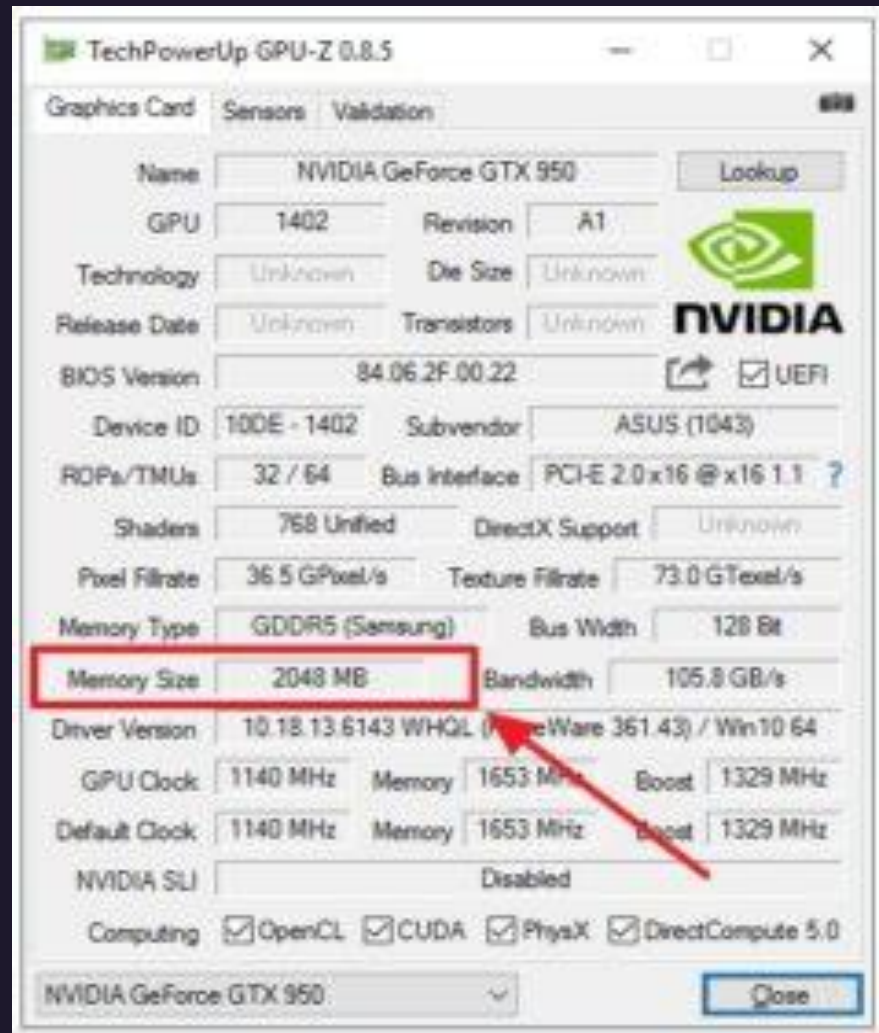 TechPowerUp GPU-Z 0.8.5
Graphics Card Sensors Validation
Name NVIDIA GeForce GTX 950 Lookup
GPU 1402 Revision A1
Technology Unknown Die Size Unknown
Release Date Unknown Transistors Unknown
NVIDIA
BIOS Version 84.06.2F.00.22 UEFI
Device ID 10DE - 1402 Subvendor ASUS (1043)
ROPs/TMUs 32 / 64 Bus Interface PCI-E 2.0 x16 @ x16 1.1 ?
Shaders 768 Unified DirectX Support Unknown
Pixel Fillrate 36.5 GPixel/s Texture Fillrate 73.0 GTexel/s
Memory Type GDDR5 (Samsung) Bus Width 128 Bit
Memory Size 2048 MB Bandwidth 105.8 GB/s
Driver Version 10.18.13.6143 WHQL 361.43) / Win10 64
GPU Clock 1140 MHz Memory 1653 MHz Boost 1329 MHz
Default Clock 1140 MHz Memory 1653 MHz Boost 1329 MHz
NVIDIA SLI Disabled
Computing OpenCL CUDA PhysX DirectCompute 5.0
NVIDIA GeForce GTX 950 Close